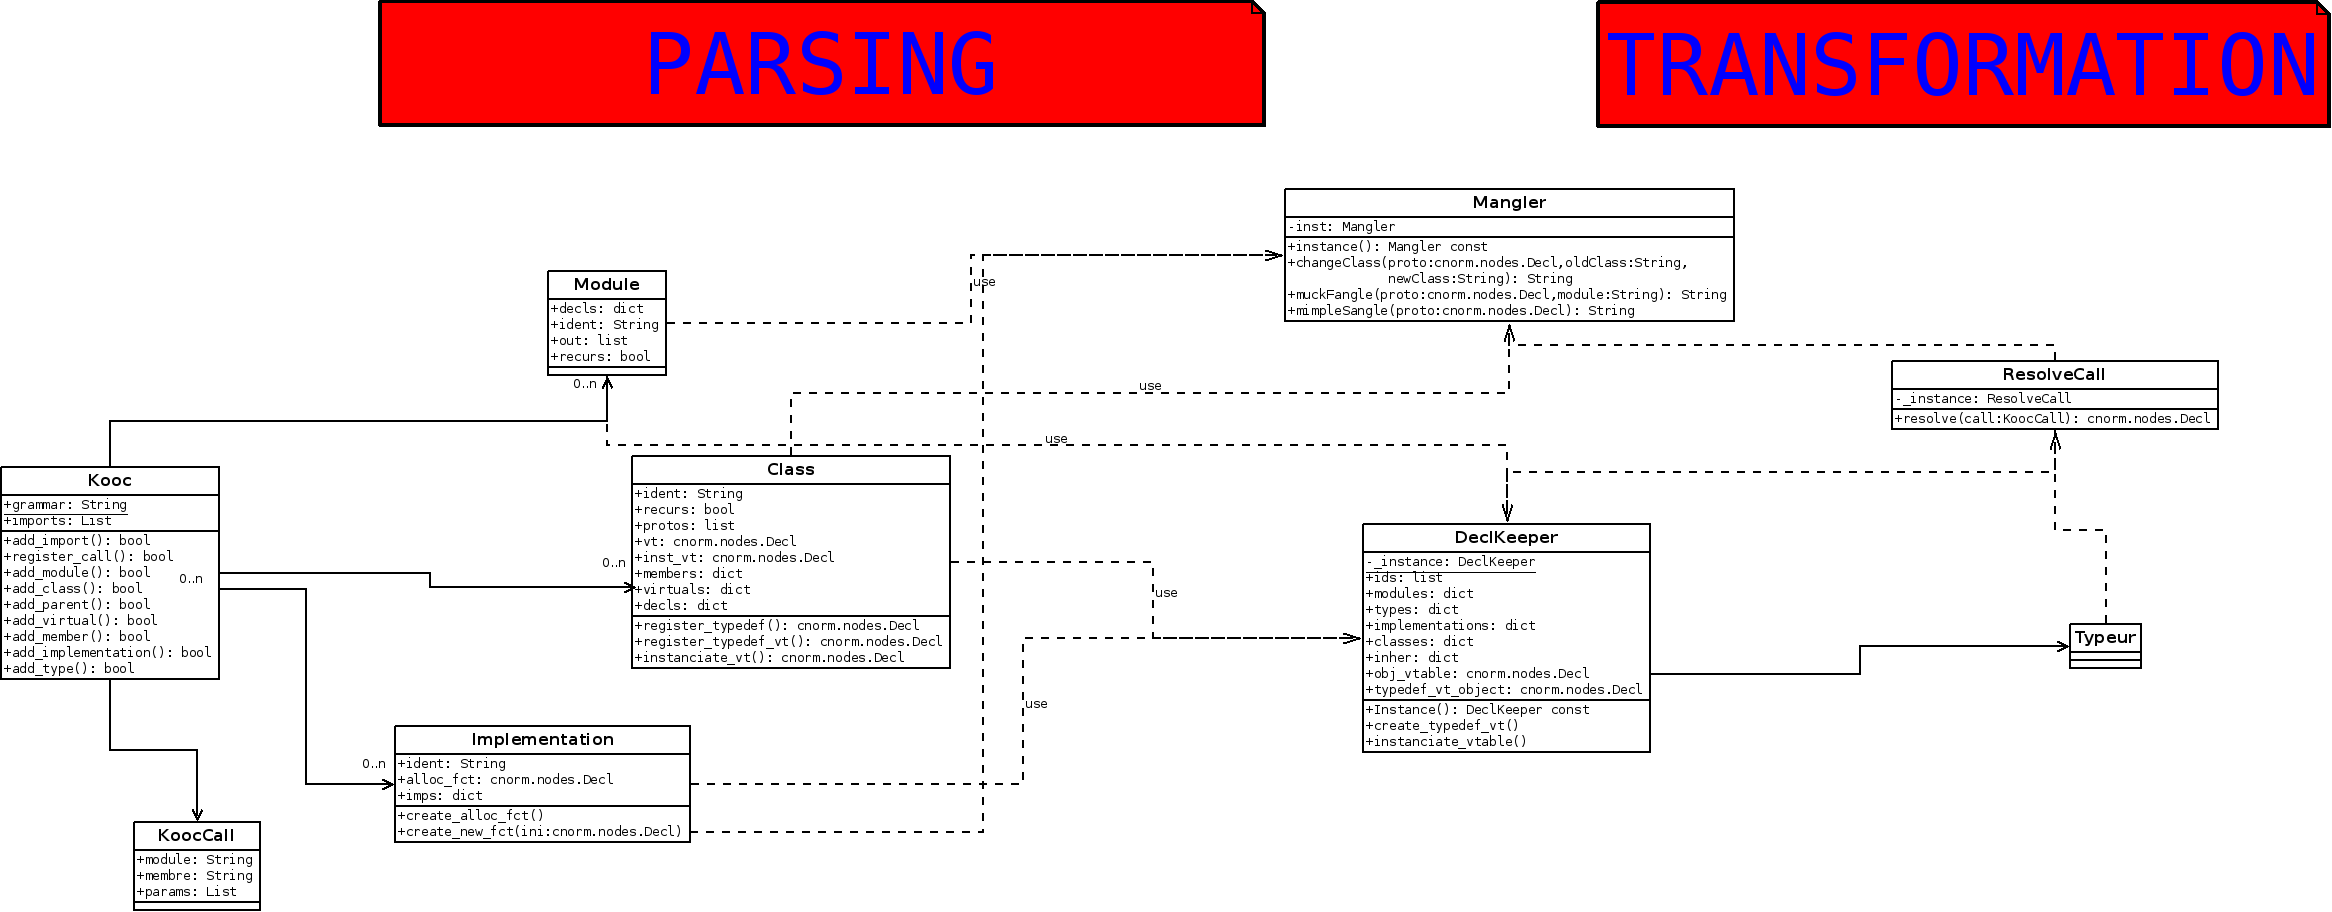 PARSING
TRANSFORMATION
Mangler
-inst: Mangler
+instance(): Mangler const
+changeClass(proto:cnorm.nodes.Decl,oldClass:String,
newClass:String): String
+muckFangle(proto:cnorm.nodes.Decl,module:String): String
+mimpleSangle(proto:cnorm.nodes.Decl): String
Module
+decls: dict
+ident: String
+out: list
+recurs: bool
0..n
use
use
use
ResolveCall
-_instance: ResolveCall
+resolve(call:KoocCall): cnorm.nodes.Decl
Kooc
+grammar: String
+imports: List
+add_import(): bool
+register_call(): bool
+add_module(): bool
+add_class(): bool
+add_parent(): bool
+add_virtual(): bool
+add_member(): bool
+add_implementation(): bool
+add_type(): bool
0..n
0..n
Class
+ident: String
+recurs: bool
+protos: list
+vt: cnorm.nodes.Decl
+inst_vt: cnorm.nodes.Decl
+members: dict
+virtuals: dict
+decls: dict
+register_typedef(): cnorm.nodes.Decl
+register_typedef_vt(): cnorm.nodes.Decl
+instanciate_vt(): cnorm.nodes.Decl
use
use
DeclKeeper
-_instance: DeclKeeper
+ids: list
+modules: dict
+types: dict
+implementations: dict
+classes: dict
+inher: dict
+obj_vtable: cnorm.nodes.Decl
+typedef_vt_object: cnorm.nodes.Decl
+Instance(): DeclKeeper const
+create_typedef_vt()
+instanciate_vtable()
Typeur
0..n
Implementation
+ident: String
+alloc_fct: cnorm.nodes.Decl
+imps: dict
+create_alloc_fct()
+create_new_fct(ini:cnorm.nodes.Decl)
KoocCall
+module: String
+membre: String
+params: List